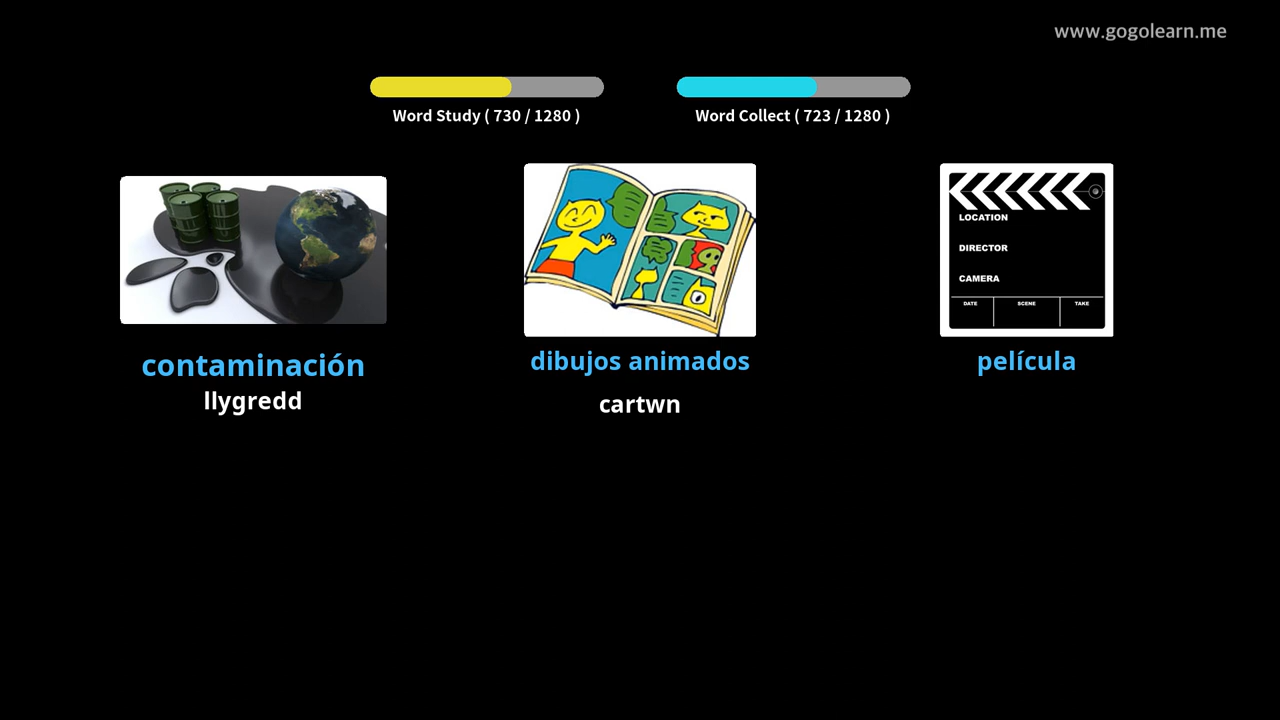 www.gogolearn.me
Word Study ( 730 / 1280 )
Word Collect ( 723 / 1280 )
LOCATION
DIRECTOR
CAMERA
DATE SCENE TAKE
contaminación
dibujos animados
película
llygredd
cartwn